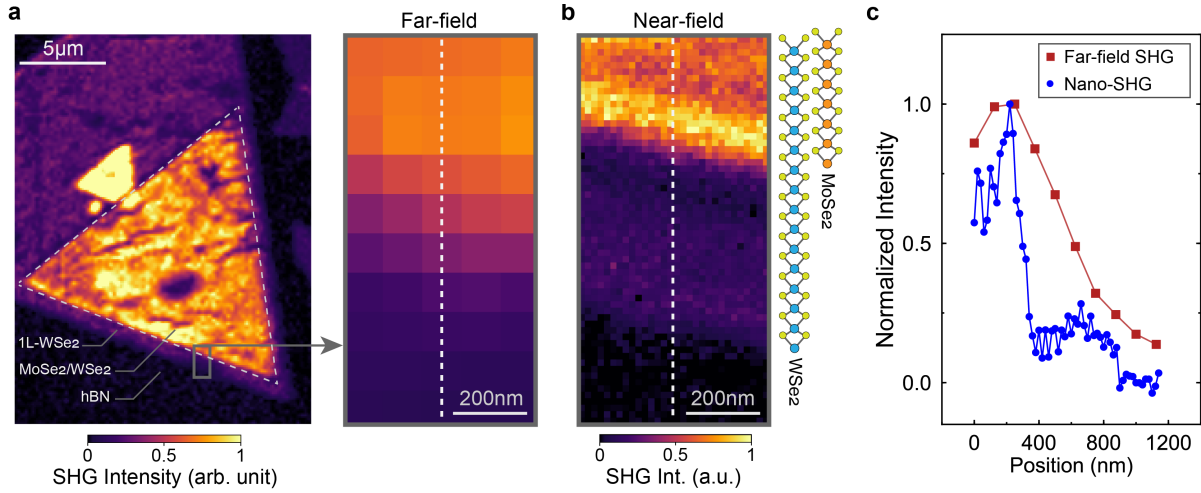 a
5μm
1L-WSe2
MoSe2/WSe2
hBN
0
0.5
1
SHG Intensity (arb. unit)
Far-field
200nm
b
Near-field
200nm
0
0.5
1
SHG Int. (a.u.)
MoSe2
WSe2
c
Far-field SHG
Nano-SHG
Normalized Intensity
1.0
0.5
0.0
0
400
800
1200
Position (nm)